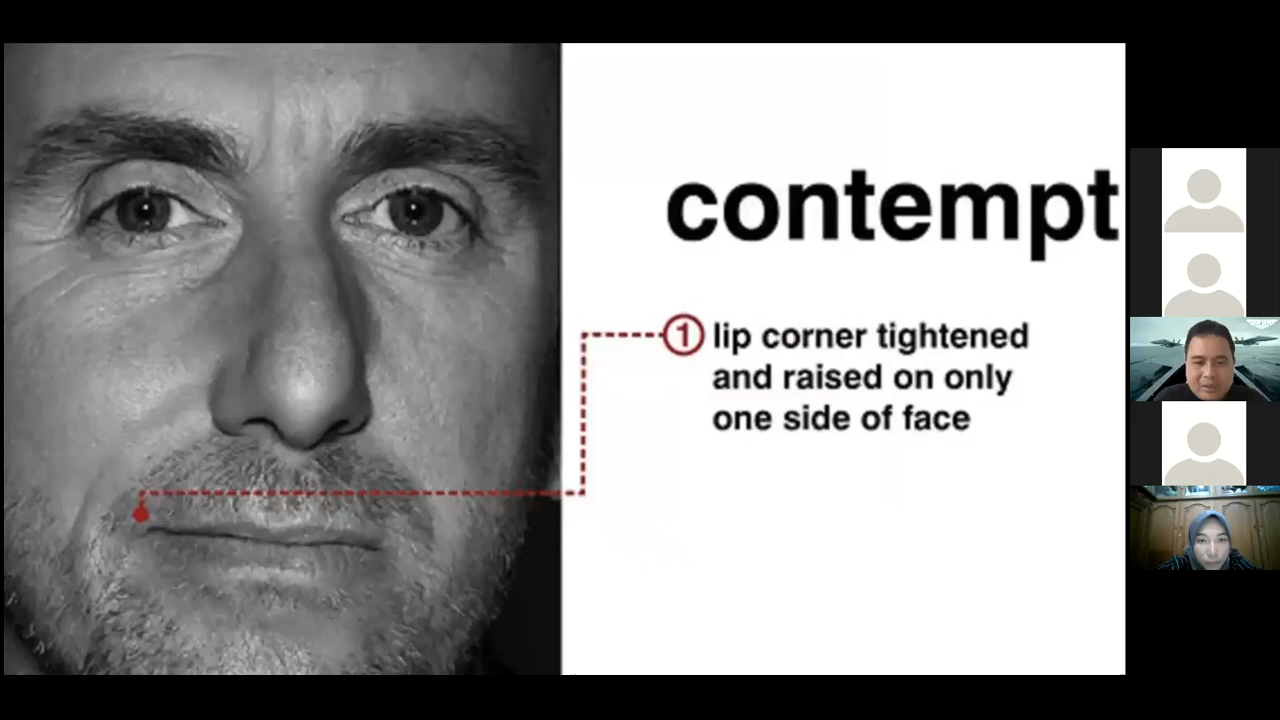 contempt
1 lip corner tightened
and raised on only
one side of face